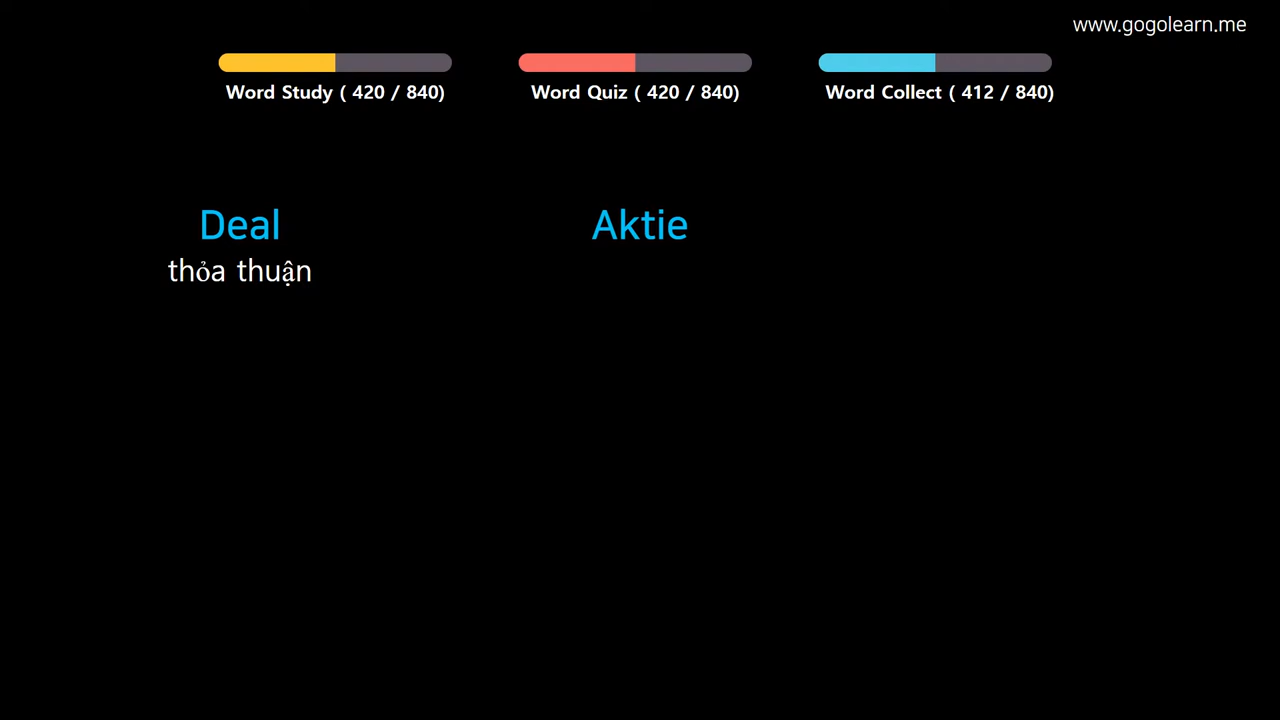 www.gogolearn.me
Word Study ( 420 / 840)
Word Quiz ( 420 / 840)
Word Collect ( 412 / 840)
Deal
thỏa thuận
Aktie